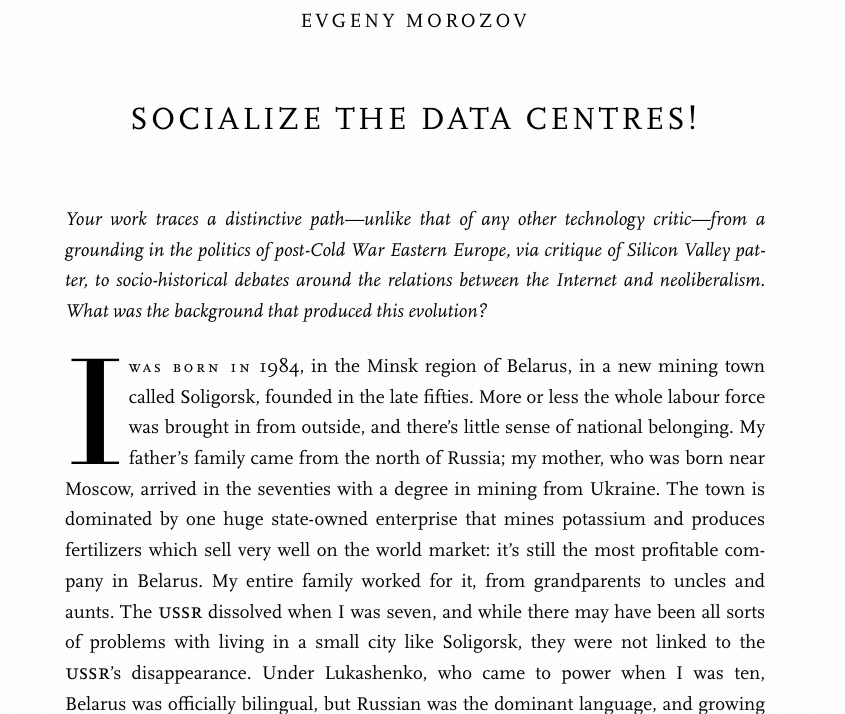 EVGENY MOROZOV
SOCIALIZE THE DATA CENTRES!
Your work traces a distinctive path—unlike that of any other technology critic—from a
grounding in the politics of post-Cold War Eastern Europe, via critique of Silicon Valley pat-
ter, to socio-historical debates around the relations between the Internet and neoliberalism.
What was the background that produced this evolution?
I WAS BORN IN 1984, in the Minsk region of Belarus, in a new mining town
called Soligorsk, founded in the late fifties. More or less the whole labour force
was brought in from outside, and there’s little sense of national belonging. My
father’s family came from the north of Russia; my mother, who was born near
Moscow, arrived in the seventies with a degree in mining from Ukraine. The town is
dominated by one huge state-owned enterprise that mines potassium and produces
fertilizers which sell very well on the world market: it’s still the most profitable com-
pany in Belarus. My entire family worked for it, from grandparents to uncles and
aunts. The USSR dissolved when I was seven, and while there may have been all sorts
of problems with living in a small city like Soligorsk, they were not linked to the
USSR’s disappearance. Under Lukashenko, who came to power when I was ten,
Belarus was officially bilingual, but Russian was the dominant language, and growing